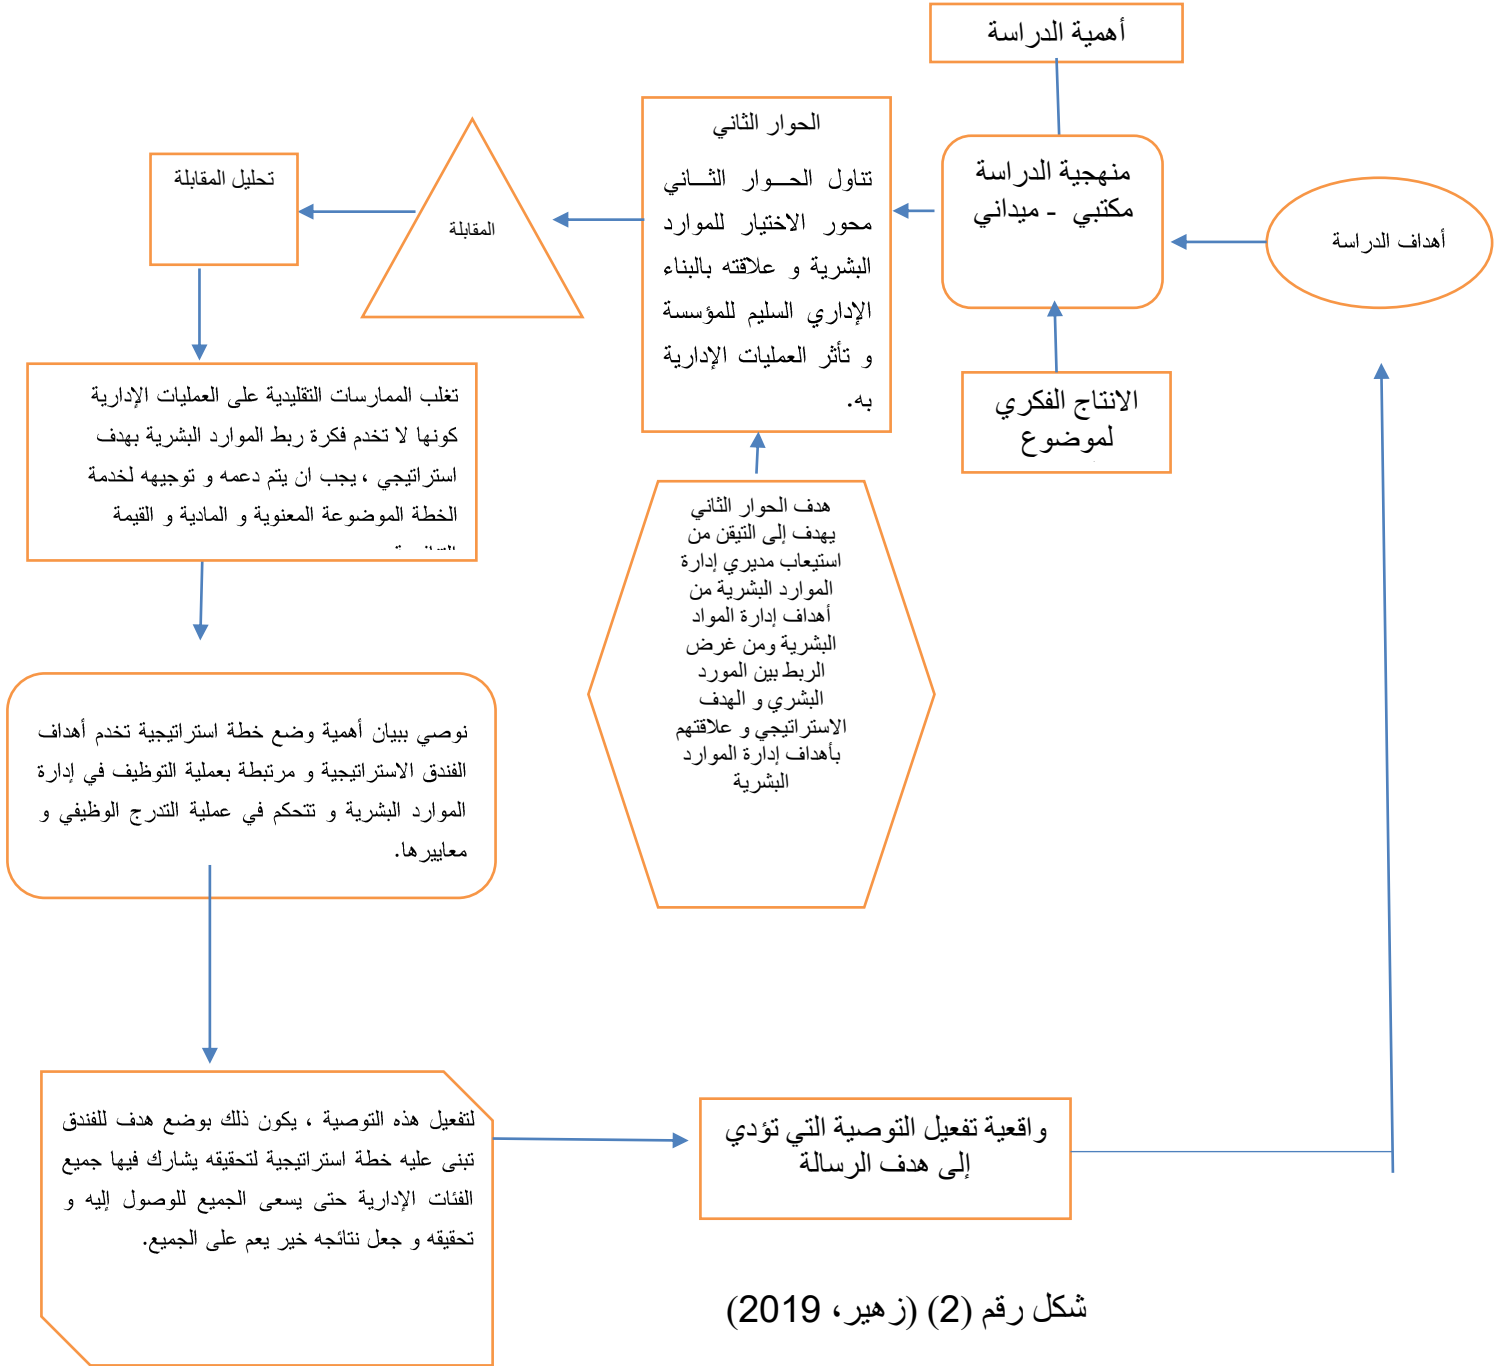 أهمية الدراسة
منهجية الدراسة
مكتبي - ميداني
أهداف الدراسة
الانتاج الفكري
لموضوع
الحوار الثاني
تناول الحـــوار الثـــاني
محور الاختيار للموارد
البشرية و علاقته بالبناء
الإداري السليم للمؤسسة
و تأثر العمليات الإدارية
به.
هدف الحوار الثاني
يهدف إلى التيقن من
استيعاب مديري إدارة
الموارد البشرية من
أهداف إدارة المواد
البشرية ومن غرض
الربط بين المورد
البشري و الهدف
الاستراتيجي و علاقتهم
بأهداف إدارة الموارد
البشرية
المقابلة
تحليل المقابلة
تغلب الممارسات التقليدية على العمليات الإدارية
كونها لا تخدم فكرة ربط الموارد البشرية بهدف
استراتيجي ، يجب ان يتم دعمه و توجيهه لخدمة
الخطة الموضوعة المعنوية و المادية و القيمة
نوصي ببيان أهمية وضع خطة استراتيجية تخدم أهداف
الفندق الاستراتيجية و مرتبطة بعملية التوظيف في إدارة
الموارد البشرية و تتحكم في عملية التدرج الوظيفي و
معاييرها.
لتفعيل هذه التوصية ، يكون ذلك بوضع هدف للفندق
تبنى عليه خطة استراتيجية لتحقيقه يشارك فيها جميع
الفئات الإدارية حتى يسعى الجميع للوصول إليه و
تحقيقه و جعل نتائجه خير يعم على الجميع.
واقعية تفعيل التوصية التي تؤدي
إلى هدف الرسالة
شكل رقم (2) (زهير، 2019)